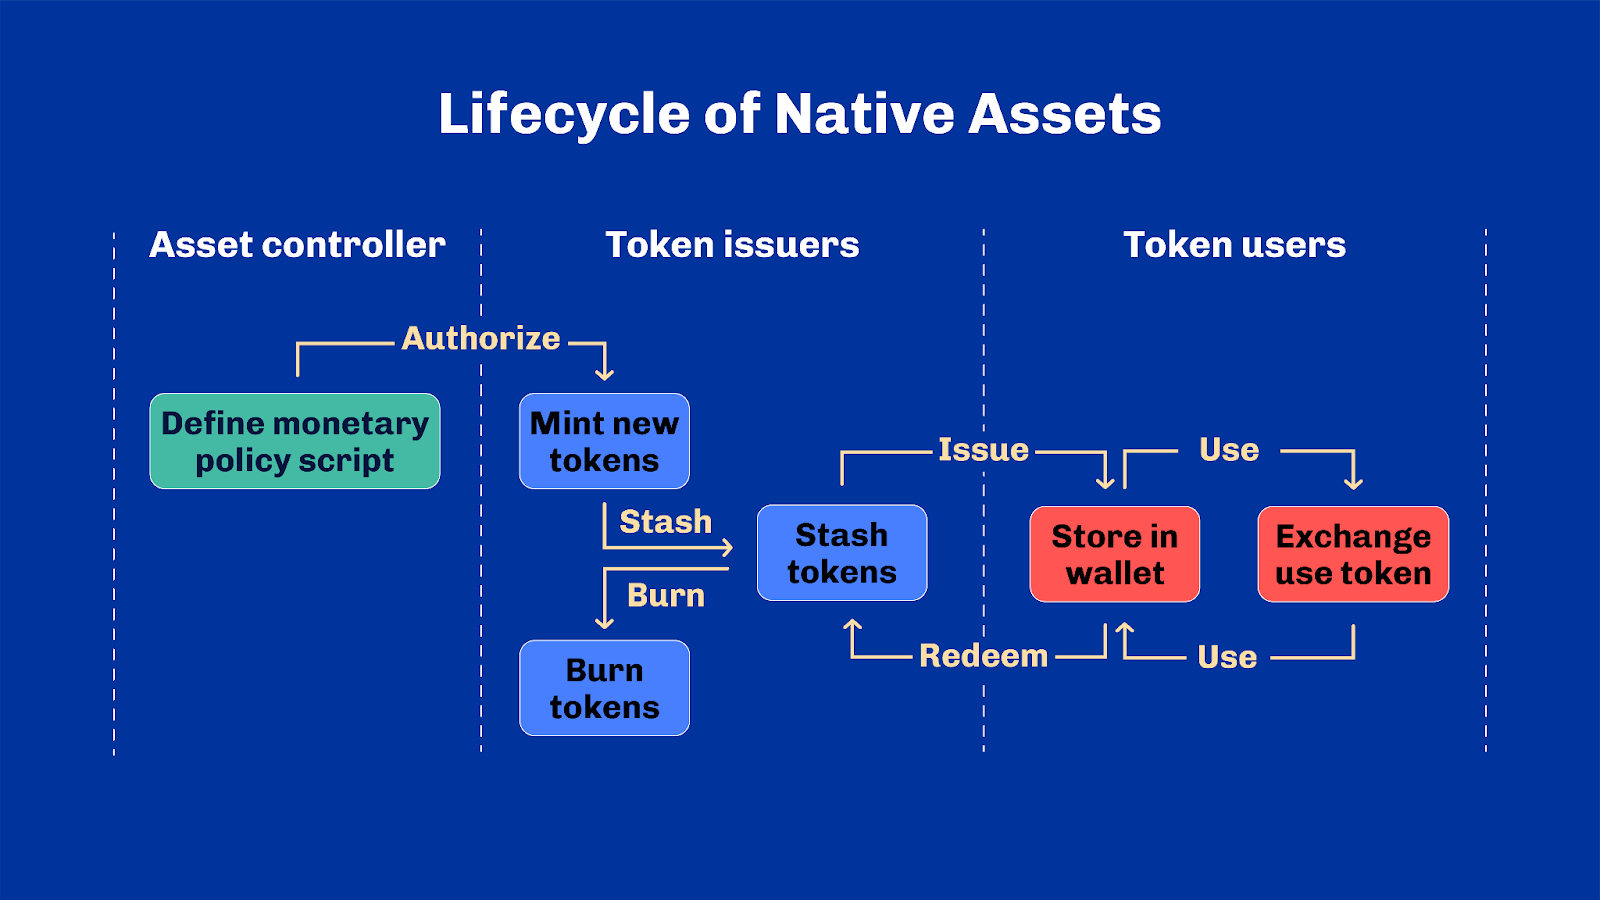 Lifecycle of Native Assets
Asset controller
Token issuers
Token users
Authorize
Define monetary
policy script
Mint new
tokens
Stash
Burn
Burn
tokens
Stash
tokens
Issue
Redeem
Store in
wallet
Use
Use
Exchange
use token